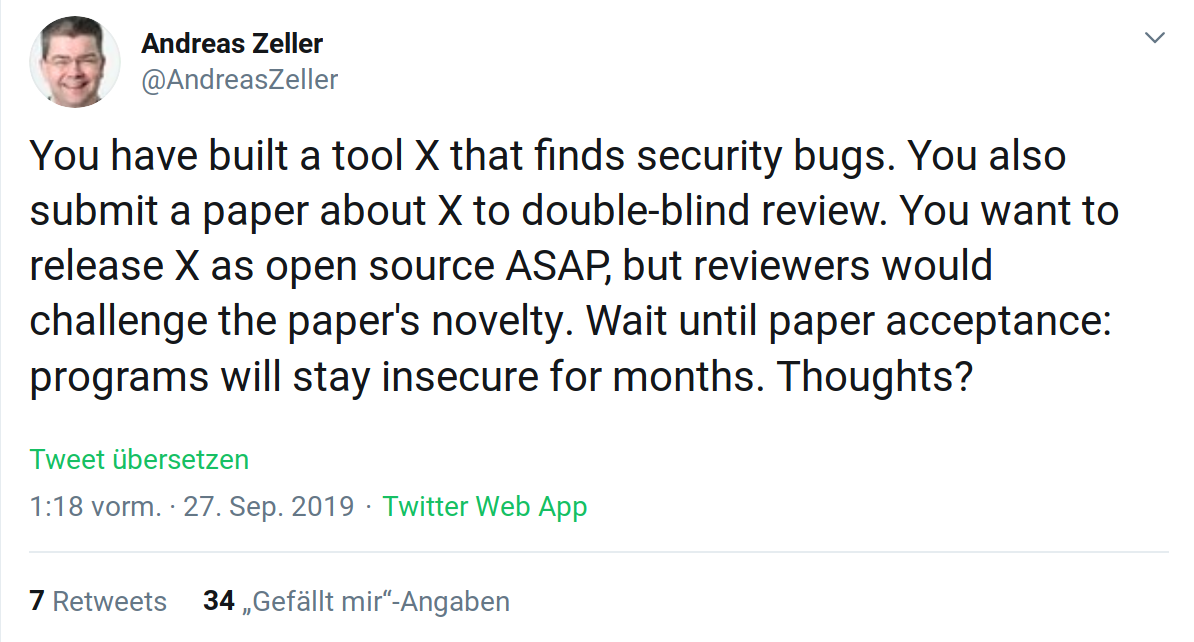 Andreas Zeller
@AndreasZeller
You have built a tool X that finds security bugs. You also
submit a paper about X to double-blind review. You want to
release X as open source ASAP, but reviewers would
challenge the paper's novelty. Wait until paper acceptance:
programs will stay insecure for months. Thoughts?
Tweet übersetzen
1:18 vorm. · 27. Sep. 2019 · Twitter Web App
7 Retweets 34 „Gefällt mir“-Angaben